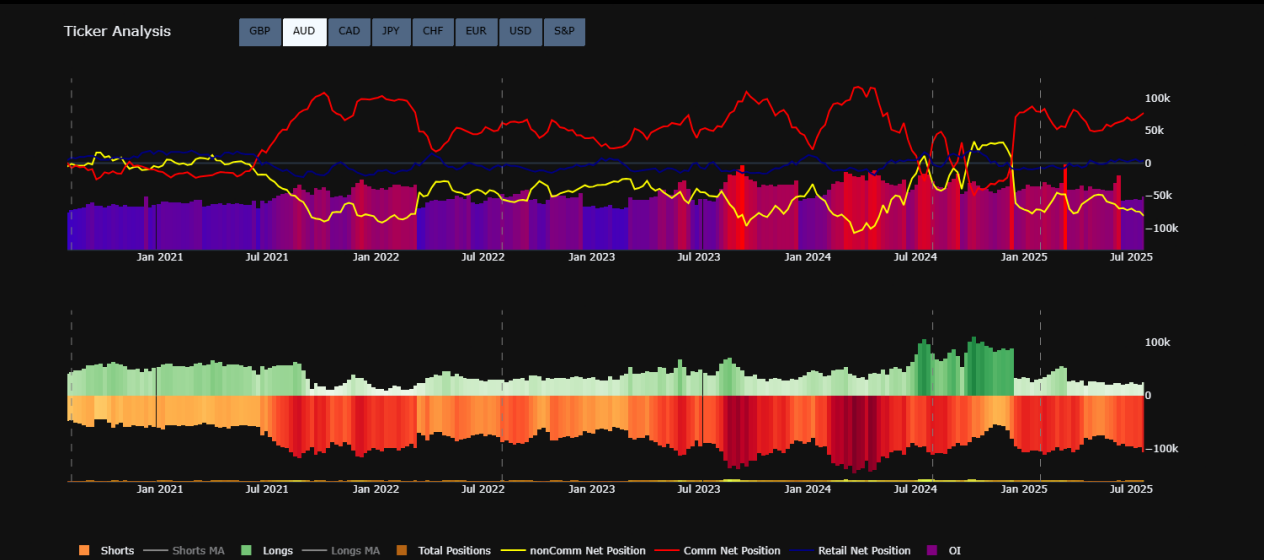 Ticker Analysis GBP AUD CAD JPY CHF EUR USD S&P
100k
50k
0
−50k
−100k
Jan 2021 Jul 2021 Jan 2022 Jul 2022 Jan 2023 Jul 2023 Jan 2024 Jul 2024 Jan 2025 Jul 2025
100k
0
−100k
Jan 2021 Jul 2021 Jan 2022 Jul 2022 Jan 2023 Jul 2023 Jan 2024 Jul 2024 Jan 2025 Jul 2025
Shorts Shorts MA Longs Longs MA Total Positions nonComm Net Position Comm Net Position Retail Net Position OI